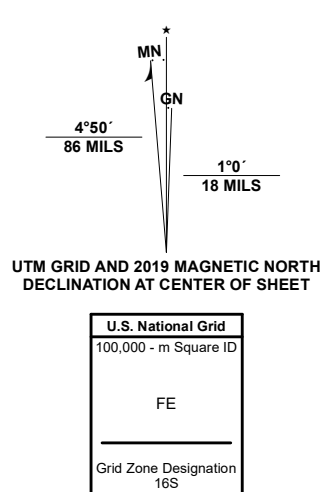 ★
MN
GN
4°50´
86 MILS
1°0´
18 MILS
UTM GRID AND 2019 MAGNETIC NORTH
DECLINATION AT CENTER OF SHEET
U.S. National Grid
100,000 - m Square ID
FE
Grid Zone Designation
16S